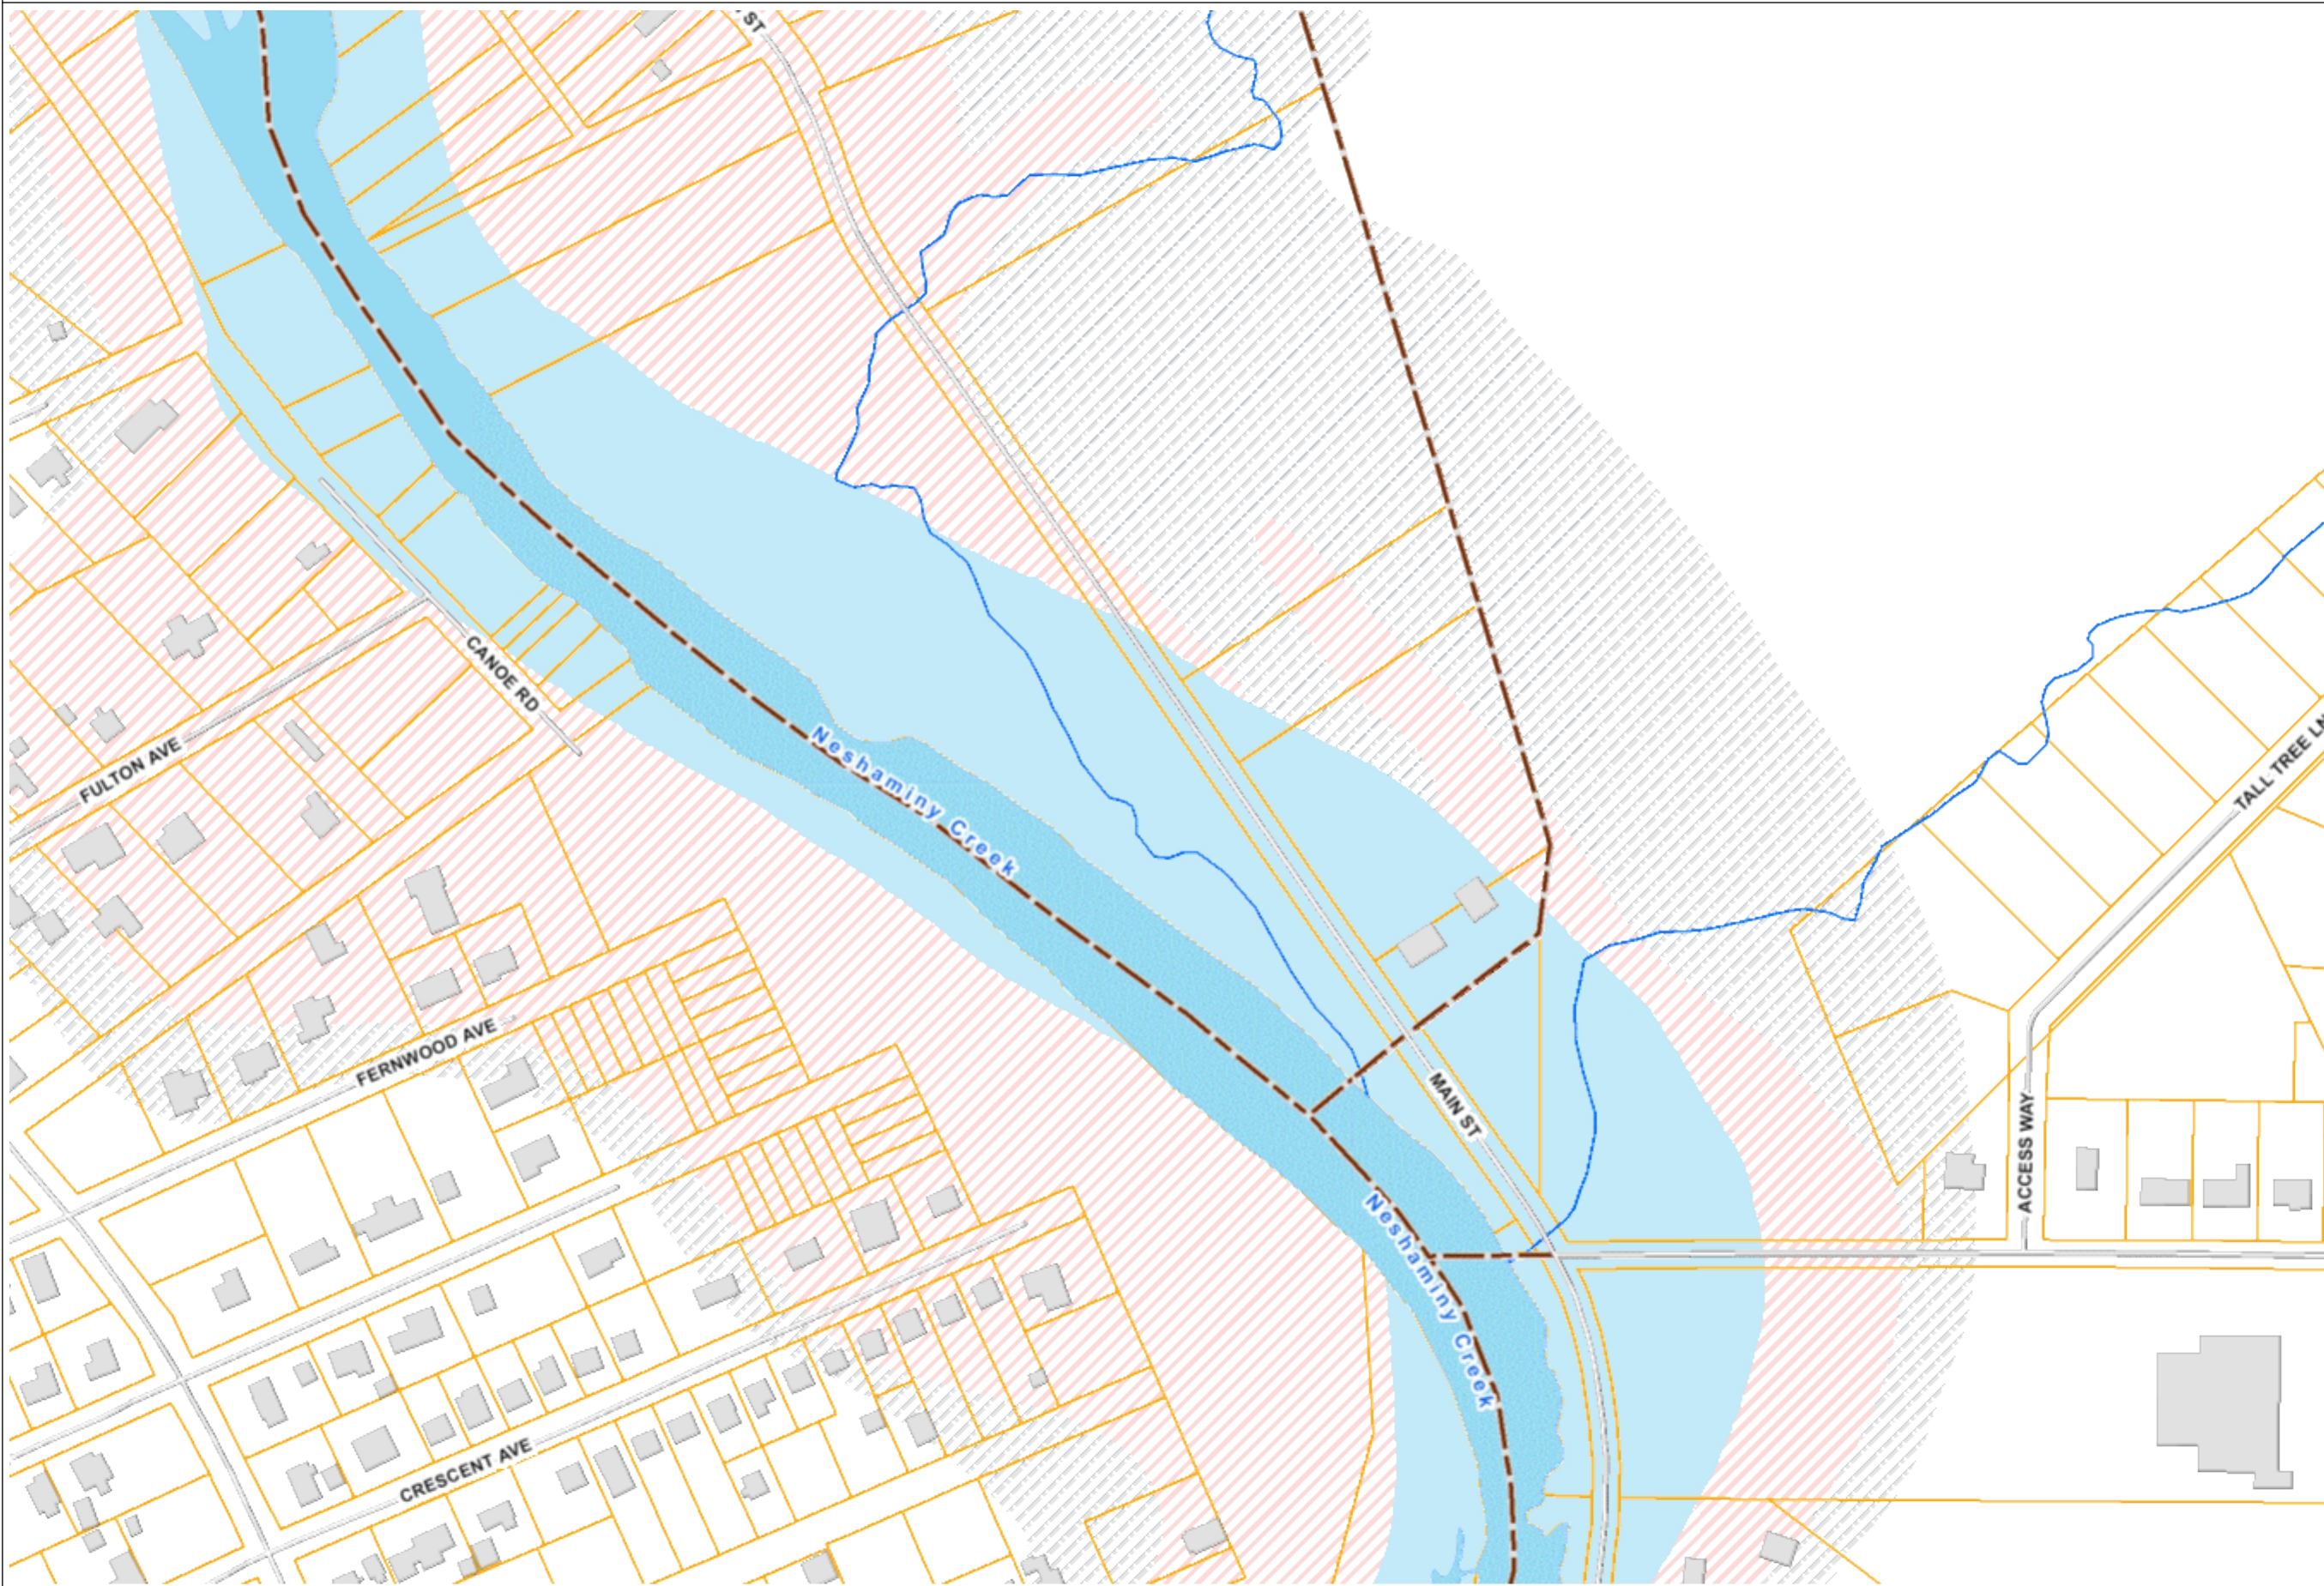 ST
CANOE RD
FULTON AVE
Neshaminy Creek
TALL TREE LN
FERNWOOD AVE
MAIN ST
ACCESS WAY
Neshaminy Creek
CRESCENT AVE